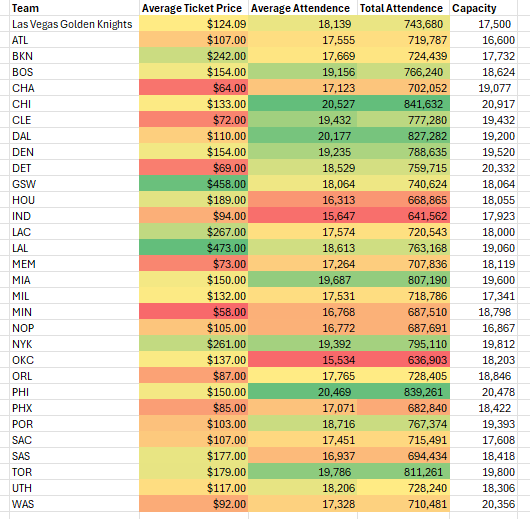 Team Average Ticket Price Average Attendence Total Attendence Capacity
Las Vegas Golden Knights $124.09 18,139 743,680 17,500
ATL $107.00 17,555 719,787 16,600
BKN $242.00 17,669 724,439 17,732
BOS $154.00 19,156 766,240 18,624
CHA $64.00 17,123 702,052 19,077
CHI $133.00 20,527 841,632 20,917
CLE $72.00 19,432 777,280 19,432
DAL $110.00 20,177 827,282 19,200
DEN $154.00 19,235 788,635 19,520
DET $69.00 18,529 759,715 20,332
GSW $458.00 18,064 740,624 18,064
HOU $189.00 16,313 668,865 18,055
IND $94.00 15,647 641,562 17,923
LAC $267.00 17,574 720,543 18,000
LAL $473.00 18,613 763,168 19,060
MEM $73.00 17,264 707,836 18,119
MIA $150.00 19,687 807,190 19,600
MIL $132.00 17,531 718,786 17,341
MIN $58.00 16,768 687,510 18,798
NOP $105.00 16,772 687,691 16,867
NYK $261.00 19,392 795,110 19,812
OKC $137.00 15,534 636,903 18,203
ORL $87.00 17,765 728,405 18,846
PHI $150.00 20,469 839,261 20,478
PHX $85.00 17,071 682,840 18,422
POR $103.00 18,716 767,374 19,393
SAC $107.00 17,451 715,491 17,608
SAS $177.00 16,937 694,434 18,418
TOR $179.00 19,786 811,261 19,800
UTH $117.00 18,206 728,240 18,306
WAS $92.00 17,328 710,481 20,356